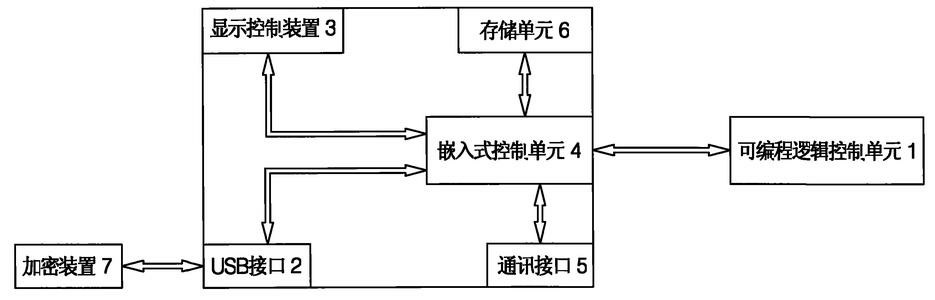 显示控制装置 3
存储单元 6
嵌入式控制单元 4
可编程逻辑控制单元 1
加密装置 7
USB接口 2
通讯接口 5